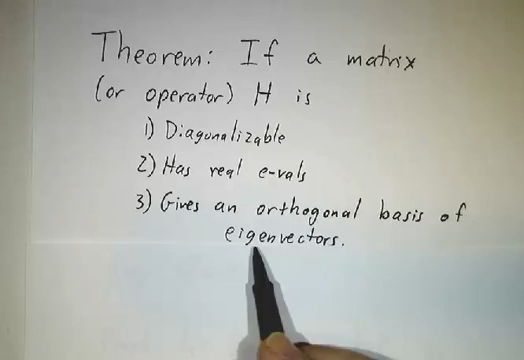 Theorem: If a matrix
(or operator) H is
1) Diagonalizable
2) Has real e-vals
3) Gives an orthogonal basis of
eigenvectors.